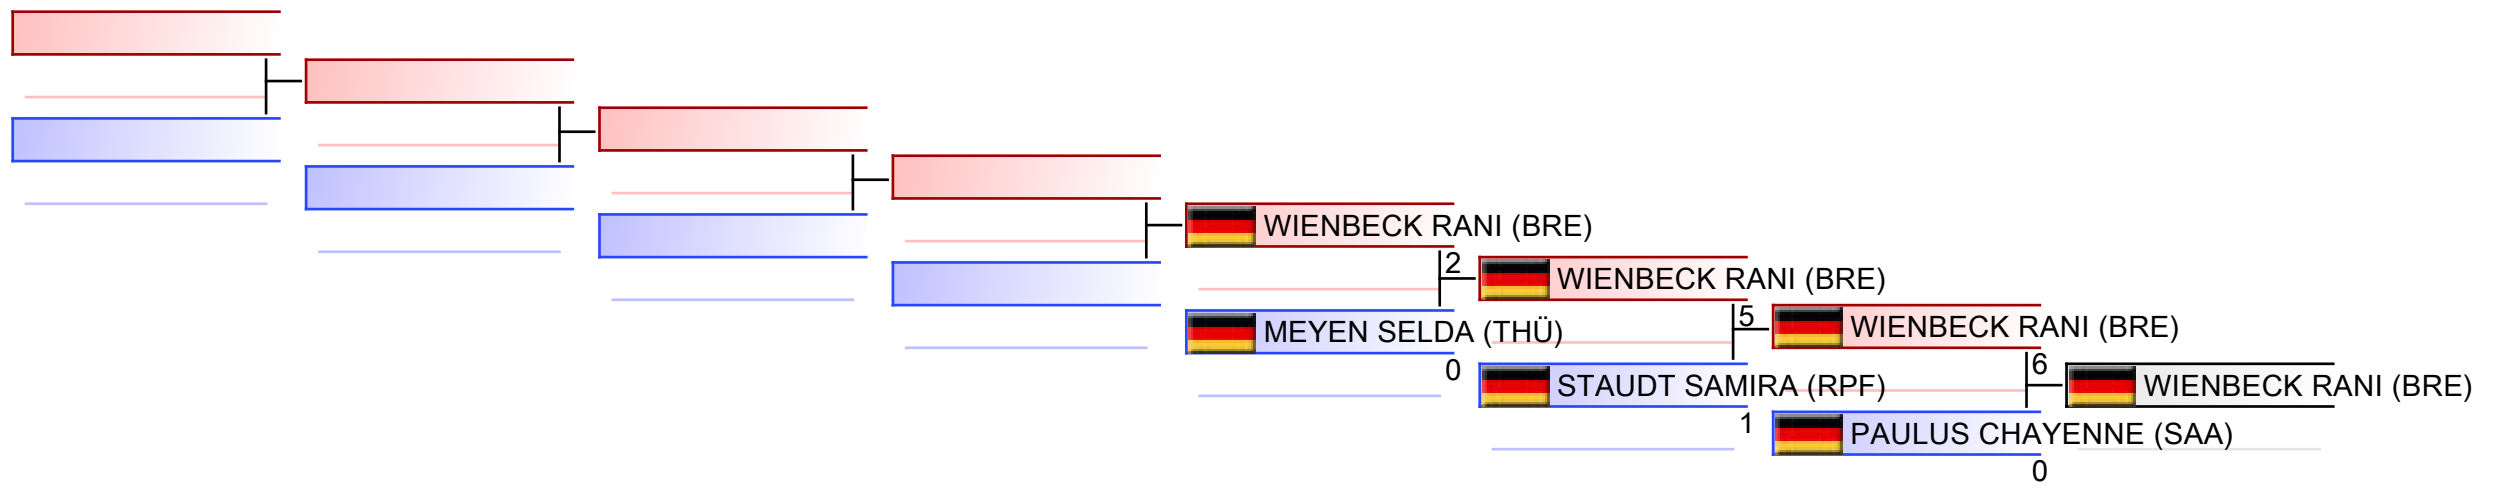 WIENBECK RANI (BRE)
2
MEYEN SELDA (THÜ)
0
WIENBECK RANI (BRE)
5
STAUDT SAMIRA (RPF)
1
WIENBECK RANI (BRE)
6
PAULUS CHAYENNE (SAA)
0
WIENBECK RANI (BRE)